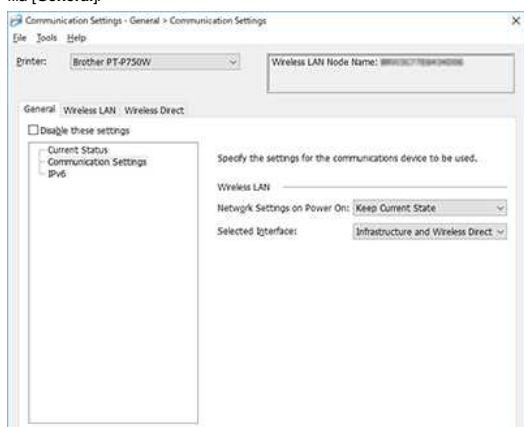 [General].
Communication Settings - General > Communication Settings
File Tools Help
Printer: Brother PT-P750W
Wireless LAN Node Name:
General Wireless LAN Wireless Direct
Disable these settings
Current Status
Communication Settings
IPv6
Specify the settings for the communications device to be used.
Wireless LAN
Network Settings on Power On: Keep Current State
Selected Interface: Infrastructure and Wireless Direct